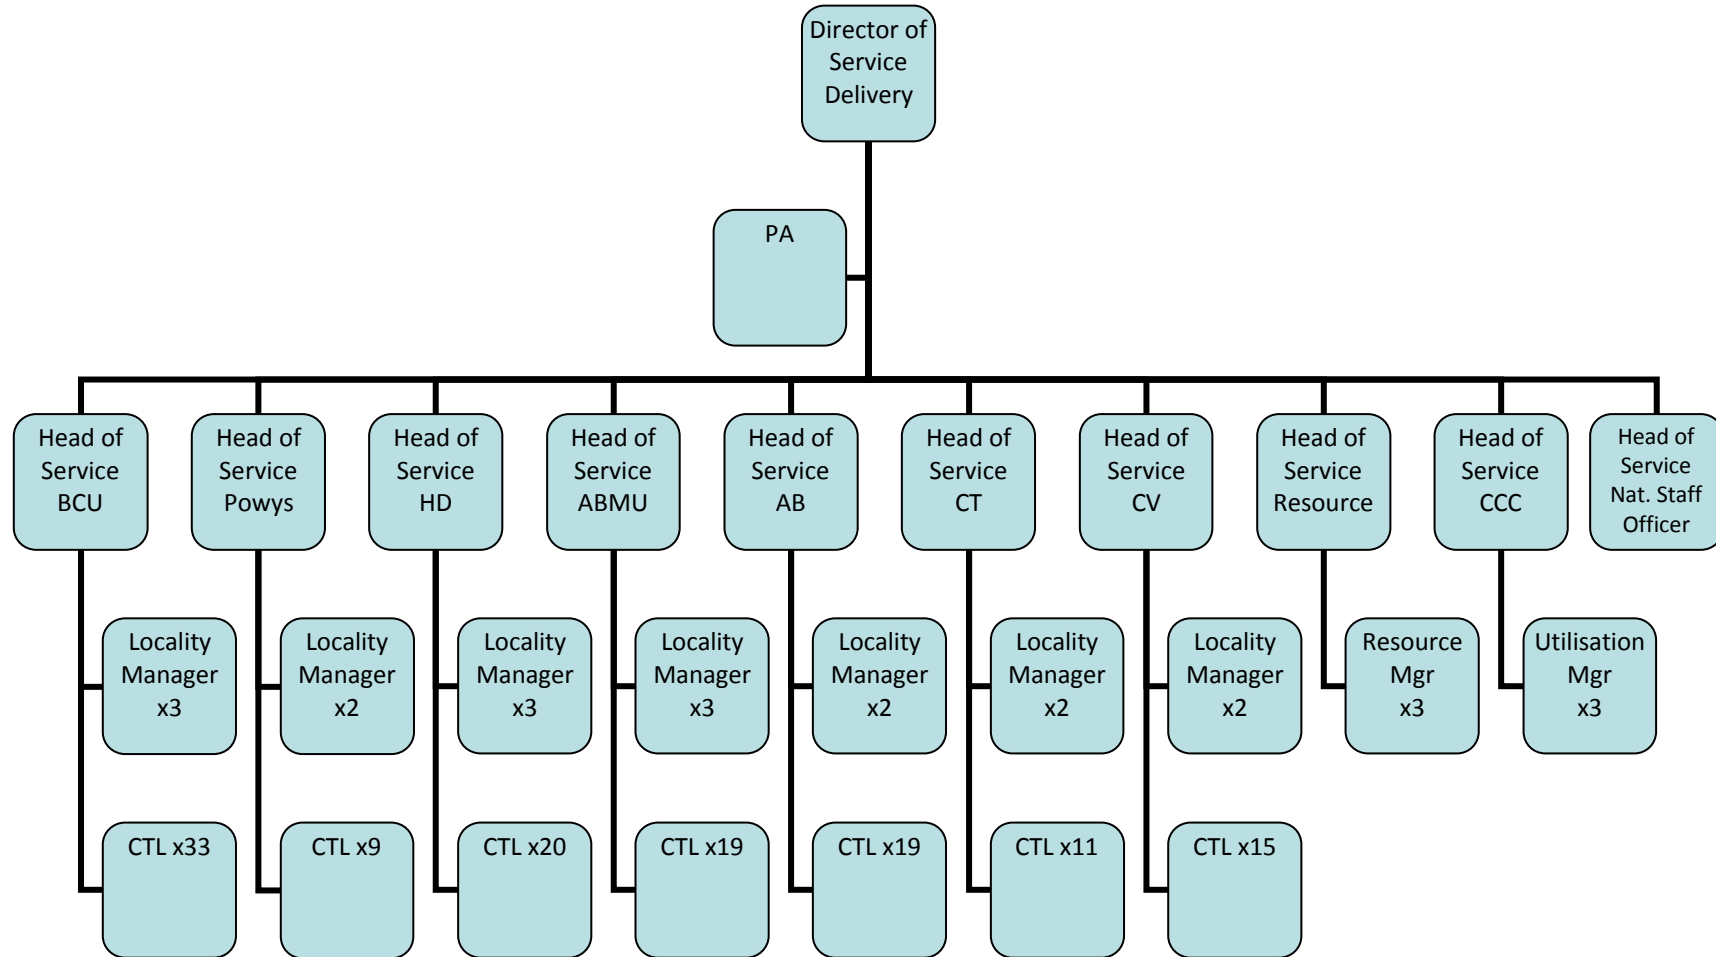 Director of
Service
Delivery
PA
Head of
Service
BCU
Head of
Service
Powys
Head of
Service
HD
Head of
Service
ABMU
Head of
Service
AB
Head of
Service
CT
Head of
Service
CV
Head of
Service
Resource
Head of
Service
CCC
Head of
Service
Nat. Staff
Officer
Locality
Manager
x3
Locality
Manager
x2
Locality
Manager
x3
Locality
Manager
x3
Locality
Manager
x2
Locality
Manager
x2
Locality
Manager
x2
Resource
Mgr
x3
Utilisation
Mgr
x3
CTL x33
CTL x9
CTL x20
CTL x19
CTL x19
CTL x11
CTL x15